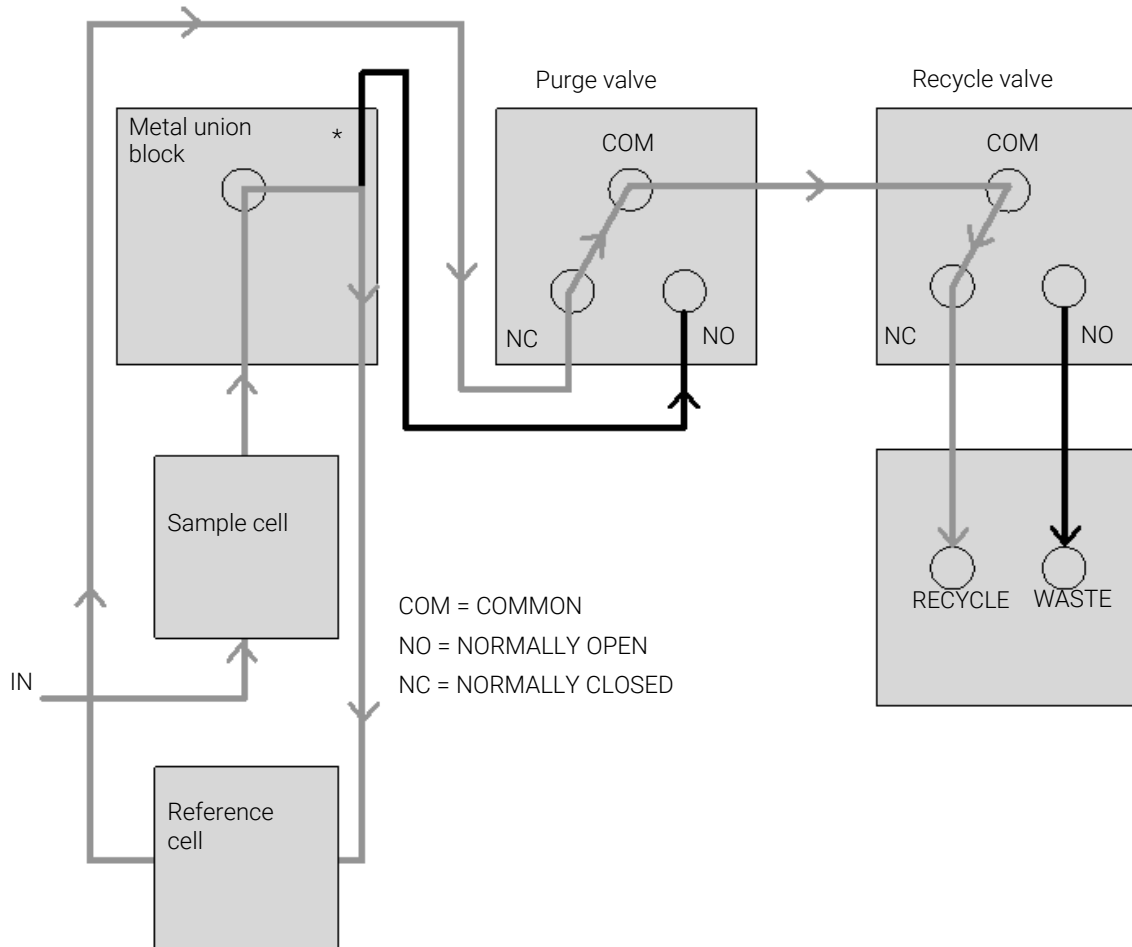 Purge valve
Recycle valve
Metal union
block
*
COM
COM
NC
NO
NC
NO
Sample cell
RECYCLE
WASTE
COM = COMMON
NO = NORMALLY OPEN
NC = NORMALLY CLOSED
IN
Reference
cell